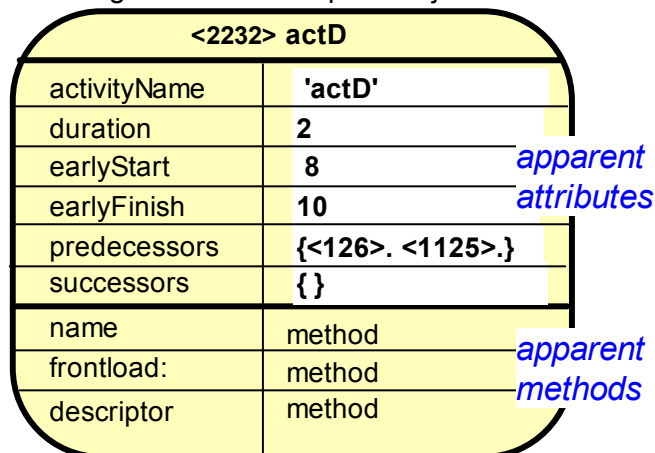 <2232> actD
activityName 'actD'
duration 2
earlyStart 8
earlyFinish 10
predecessors {<126>. <1125>.}
successors { }
apparent
attributes
name method
frontload: method
descriptor method
apparent
methods